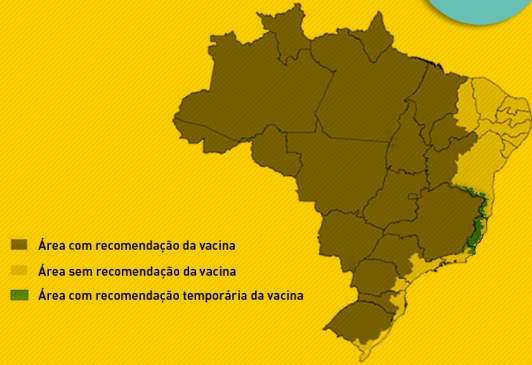 Área com recomendação da vacina
Área sem recomendação da vacina
Área com recomendação temporária da vacina